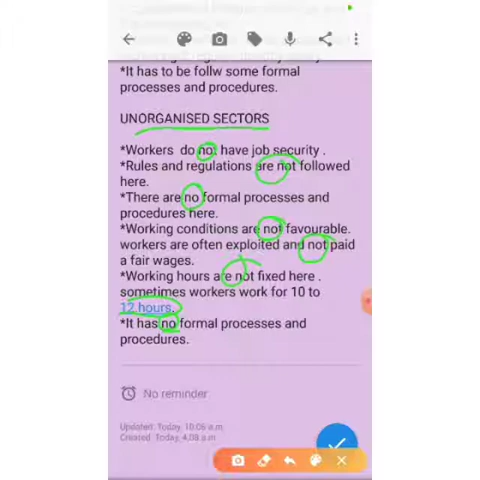 *It has to be follw some formal
processes and procedures.
UNORGANISED SECTORS
*Workers do not have job security .
*Rules and regulations are not followed
here.
*There are no formal processes and
procedures here.
*Working conditions are not favourable.
workers are often exploited and not paid
a fair wages.
*Working hours are not fixed here .
sometimes workers work for 10 to
12 hours.
*It has no formal processes and
procedures.
No reminder
Updated: Today, 10.06 a.m.
Created: Today, 4.08 a.m.